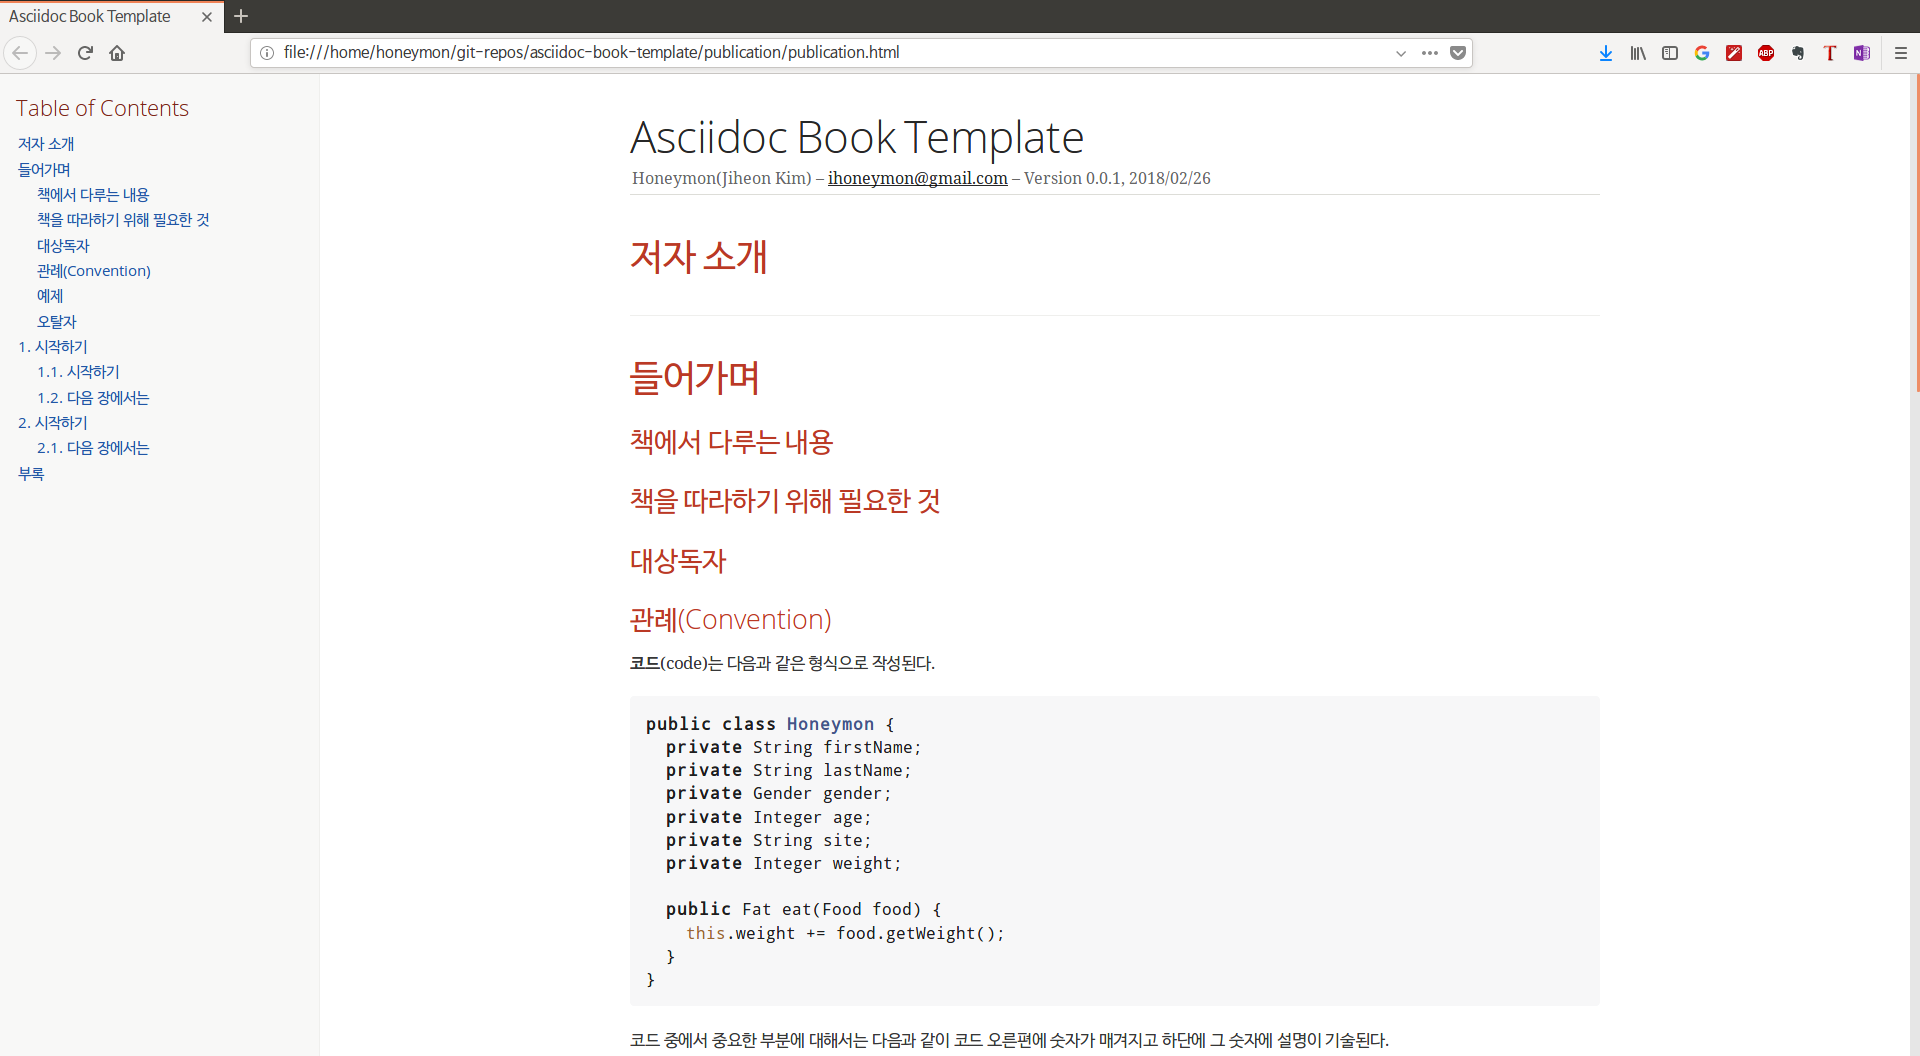 Asciidoc Book Template
file:///home/honeymon/git-repos/asciidoc-book-template/publication/publication.html
Table of Contents
저자 소개
들어가며
책에서 다루는 내용
책을 따라하기 위해 필요한 것
대상독자
관례(Convention)
예제
오탈자
1. 시작하기
1.1. 시작하기
1.2. 다음 장에서는
2. 시작하기
2.1. 다음 장에서는
부록
Asciidoc Book Template
Honeymon(Jiheon Kim) – ihoneymon@gmail.com – Version 0.0.1, 2018/02/26
저자 소개
들어가며
책에서 다루는 내용
책을 따라하기 위해 필요한 것
대상독자
관례(Convention)
코드(code)는 다음과 같은 형식으로 작성된다.
public class Honeymon {
  private String firstName;
  private String lastName;
  private Gender gender;
  private Integer age;
  private String site;
  private Integer weight;
  public Fat eat(Food food) {
    this.weight += food.getWeight();
  }
}
코드 중에서 중요한 부분에 대해서는 다음과 같이 코드 오른편에 숫자가 매겨지고 하단에 그 숫자에 설명이 기술된다.